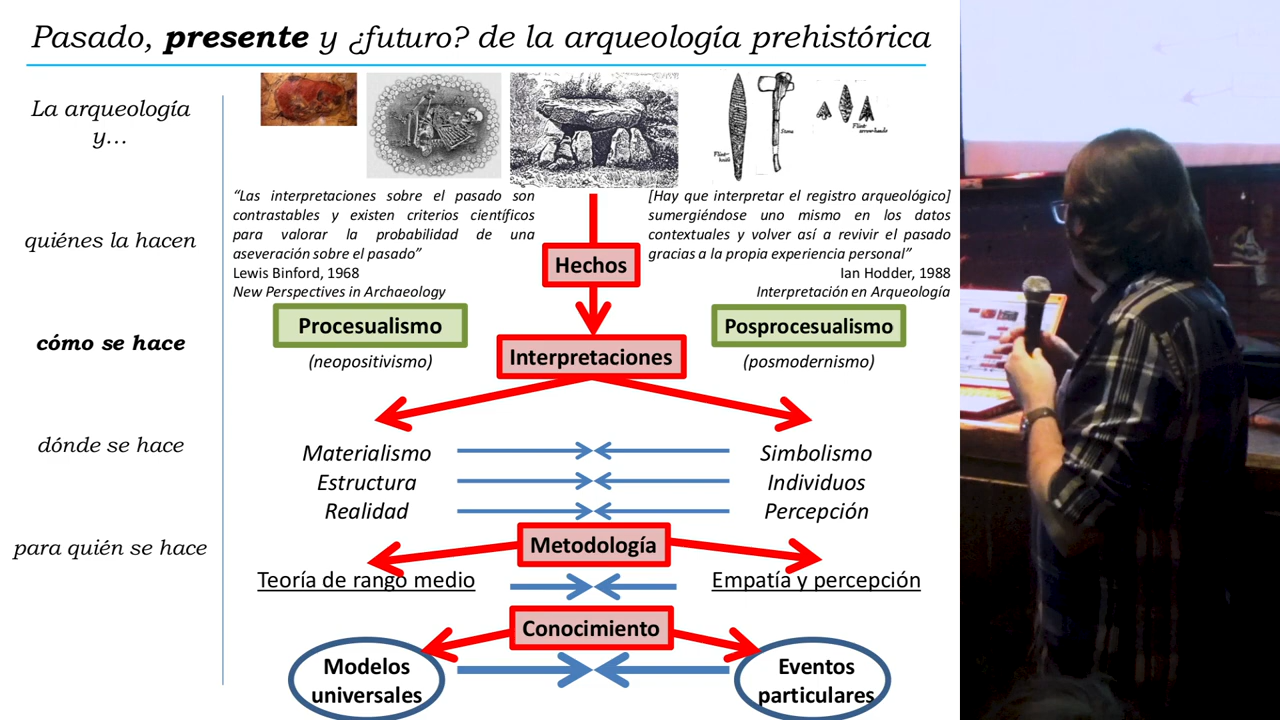 Pasado, presente y ¿futuro? de la arqueología prehistórica
La arqueología
y…
quiénes la hacen
cómo se hace
dónde se hace
para quién se hace
Flint-
Stone
Flint-
arrow-heads
“Las interpretaciones sobre el pasado son
contrastables y existen criterios científicos
para valorar la probabilidad de una
aseveración sobre el pasado”
Lewis Binford, 1968
New Perspectives in Archaeology
[Hay que interpretar el registro arqueológico]
sumergiéndose uno mismo en los datos
contextuales y volver así a revivir el pasado
gracias a la propia experiencia personal”
Ian Hodder, 1988
Interpretación en Arqueología
Hechos
Procesualismo
(neopositivismo)
Posprocesualismo
(posmodernismo)
Interpretaciones
Materialismo
Simbolismo
Estructura
Individuos
Realidad
Percepción
Metodología
Teoría de rango medio
Empatía y percepción
Conocimiento
Modelos
universales
Eventos
particulares